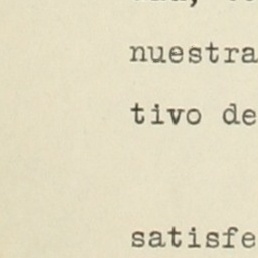 nuestra
tivo de
satisfe